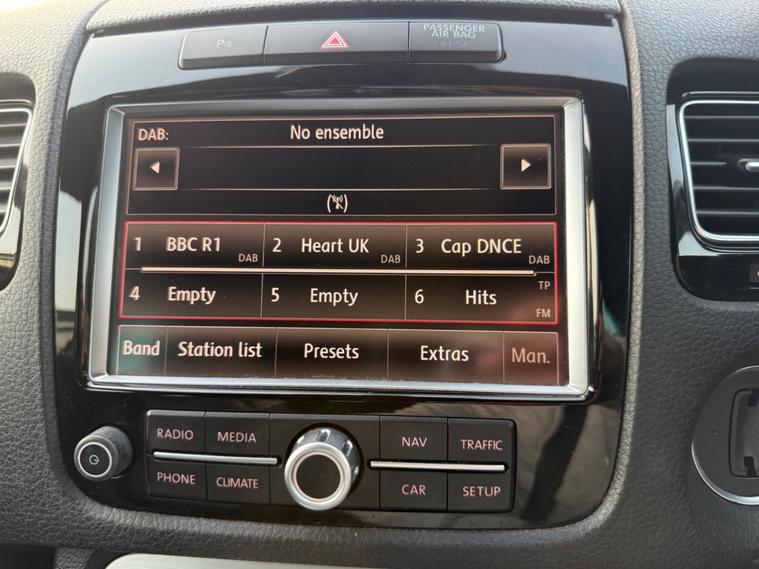 PASSENGER
AIR BAG
DAB: No ensemble
1 BBC R1 DAB 2 Heart UK DAB 3 Cap DNCE DAB
4 Empty 5 Empty 6 Hits TP FM
Band Station list Presets Extras Man.
RADIO MEDIA NAV TRAFFIC
PHONE CLIMATE CAR SETUP